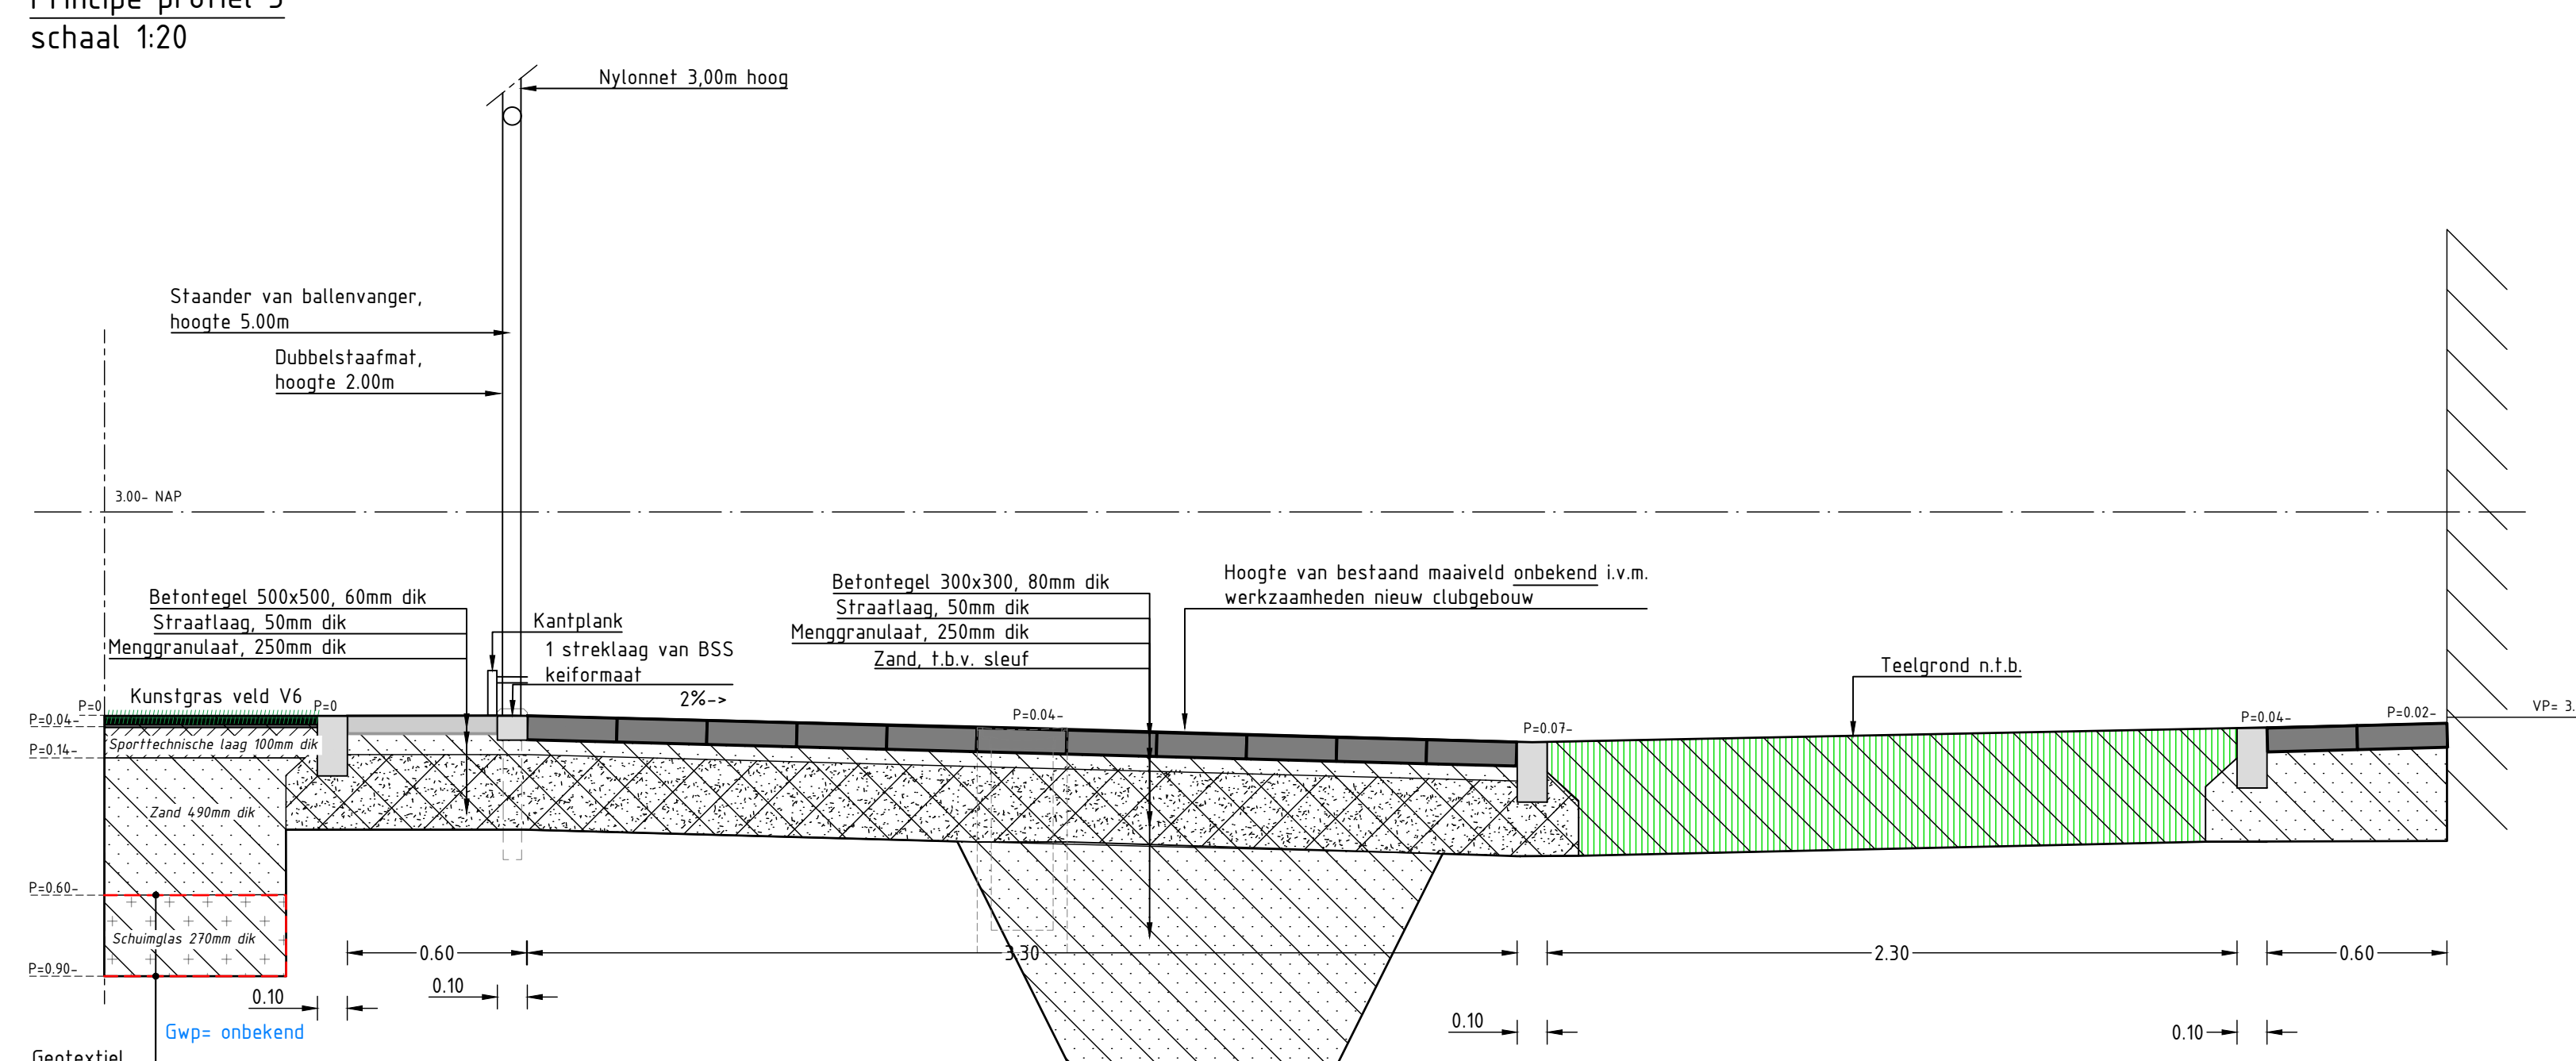 Principe profiel 3
schaal 1:20
Nylonnet 3,00m hoog
Staander van ballenvanger,
hoogte 5.00m
Dubbelstaafmat,
hoogte 2.00m
3.00- NAP
Betontegel 500x500, 60mm dik
Straatlaag, 50mm dik
Menggranulaat, 250mm dik
Kantplank
1 streklaag van BSS
keiformaat
2%->
Betontegel 300x300, 80mm dik
Straatlaag, 50mm dik
Menggranulaat, 250mm dik
Zand, t.b.v. sleuf
Hoogte van bestaand maaiveld onbekend i.v.m.
werkzaamheden nieuw clubgebouw
Teelgrond n.t.b.
Kunstgras veld V6
P=0
P=0
P=0.04-
P=0.14-
P=0.04-
P=0.07-
P=0.04-
P=0.02-
VP= 3.
Sporttechnische laag 100mm dik
Zand 490mm dik
P=0.60-
Schuimglas 270mm dik
P=0.90-
0.60
3.30
2.30
0.60
0.10
0.10
0.10
0.10
Gwp= onbekend
Geotextiel